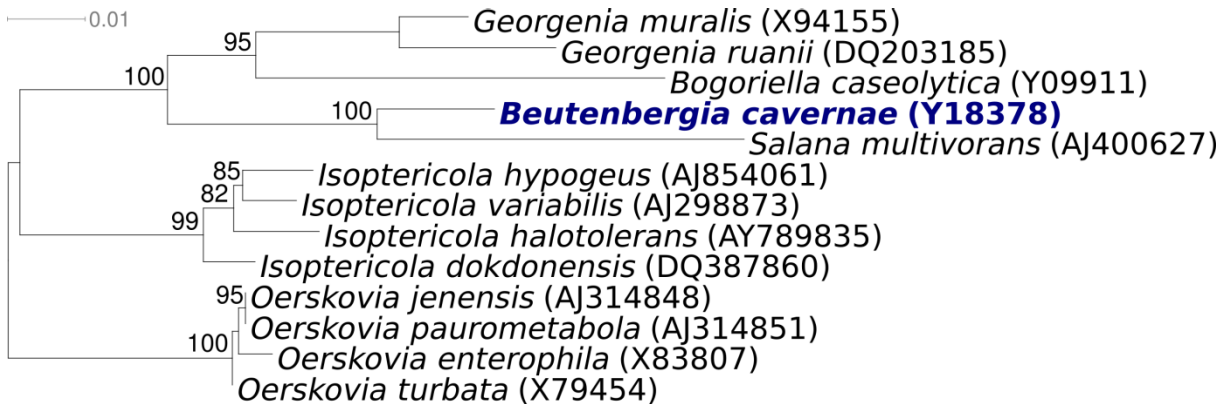 0.01
Georgenia muralis (X94155)
95
Georgenia ruanii (DQ203185)
100
Bogoriella caseolytica (Y09911)
100
Beutenbergia cavernae (Y18378)
Salana multivorans (AJ400627)
85
Isoptericola hypogeus (AJ854061)
82
Isoptericola variabilis (AJ298873)
99
Isoptericola halotolerans (AY789835)
Isoptericola dokdonensis (DQ387860)
95
Oerskovia jenensis (AJ314848)
Oerskovia paurometabola (AJ314851)
100
Oerskovia enterophila (X83807)
Oerskovia turbata (X79454)